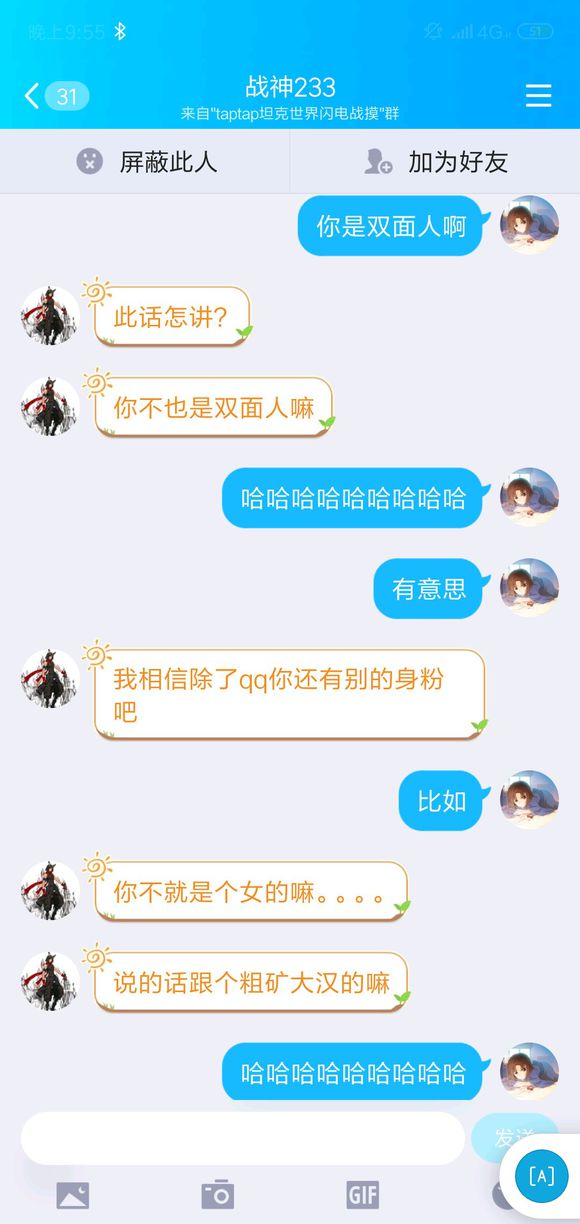 晚上9:55
4G
51
31
战神233
来自"taptap坦克世界闪电战摸"群
屏蔽此人
加为好友
你是双面人啊
此话怎讲?
你不也是双面人嘛
哈哈哈哈哈哈哈哈哈
有意思
我相信除了qq你还有别的身粉
吧
比如
你不就是个女的嘛。。。。
说的话跟个粗矿大汉的嘛
哈哈哈哈哈哈哈哈哈
发送
GIF
[A]